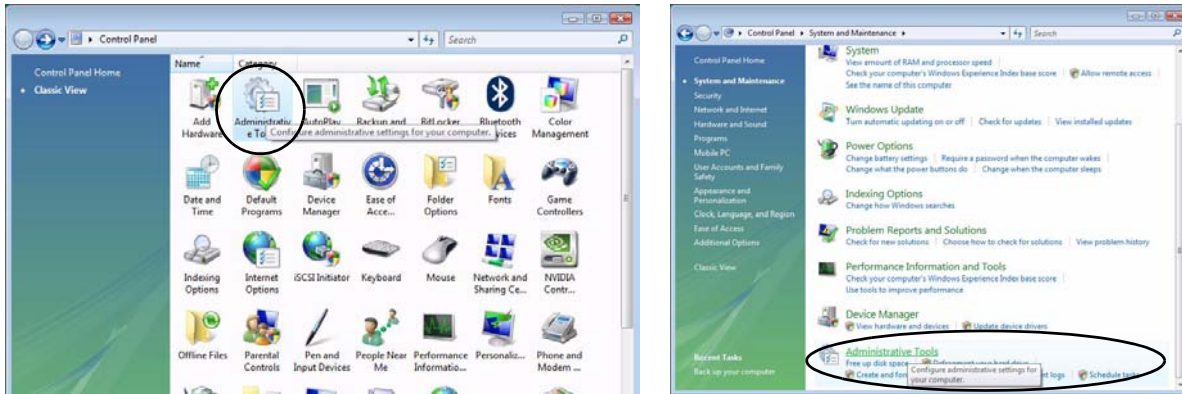 Control Panel
Search
Control Panel Home
Classic View
Name
Category
Add Hardware
Administrativ e To
AutoPlay
Backup and
BitLocker
Bluetooth
vices
Color Management
Configure administrative settings for your computer.
Date and Time
Default Programs
Device Manager
Ease of Acce...
Folder Options
Fonts
Game Controllers
Indexing Options
Internet Options
iSCSI Initiator
Keyboard
Mouse
Network and Sharing Ce...
NVIDIA Contr...
Offline Files
Parental Controls
Pen and Input Devices
People Near Me
Performance Informatio...
Personaliz...
Phone and Modem ...
Control Panel
System and Maintenance
Search
Control Panel Home
System and Maintenance
Security
Network and Internet
Hardware and Sound
Programs
Mobile PC
User Accounts and Family Safety
Appearance and Personalization
Clock, Language, and Region
Ease of Access
Additional Options
Classic View
Recent Tasks
Back up your computer
System
View amount of RAM and processor speed
Check your computer's Windows Experience Index base score
Allow remote access
See the name of this computer
Windows Update
Turn automatic updating on or off
Check for updates
View installed updates
Power Options
Change battery settings
Require a password when the computer wakes
Change what the power buttons do
Change when the computer sleeps
Indexing Options
Change how Windows searches
Problem Reports and Solutions
Check for new solutions
Choose how to check for solutions
View problem history
Performance Information and Tools
Check your computer's Windows Experience Index base score
Use tools to improve performance
Device Manager
View hardware and devices
Update device drivers
Administrative Tools
Free up disk space
Defragment your hard drive
Create and for
t logs
Schedule tasks
Configure administrative settings for your computer.